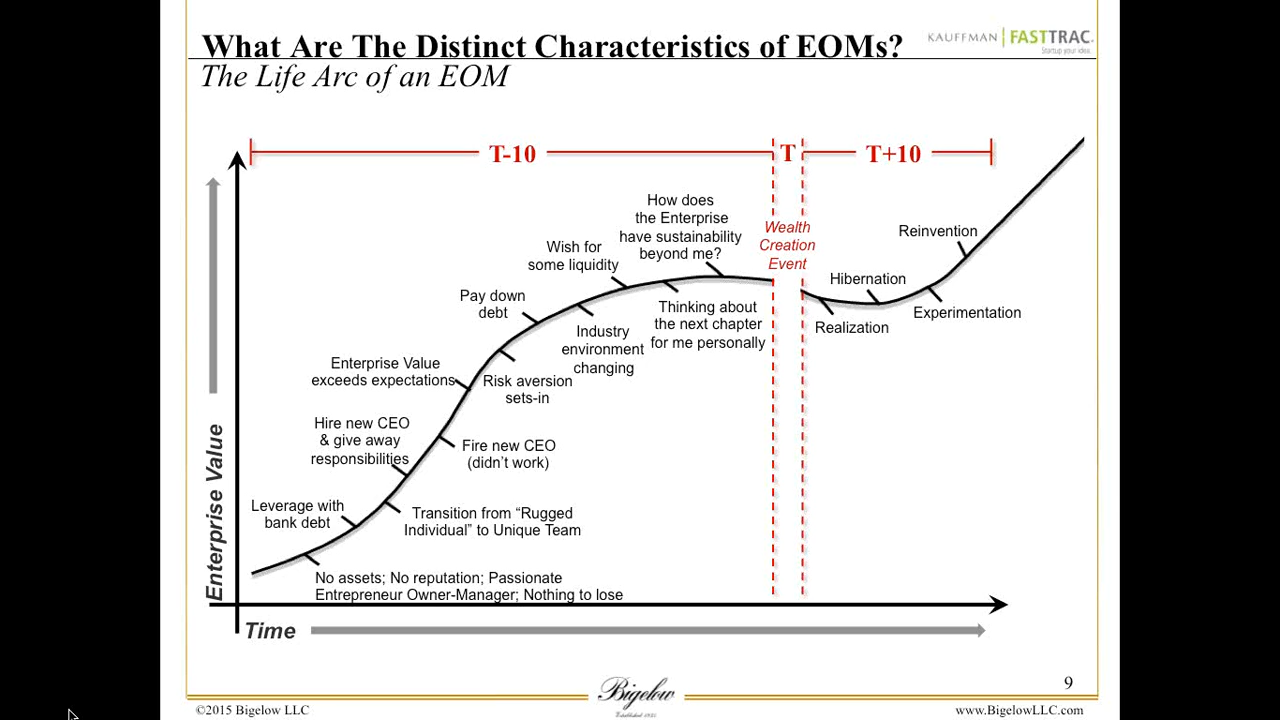 What Are The Distinct Characteristics of EOMs?
KAUFFMAN | FASTTRAC.
Startup your idea.
The Life Arc of an EOM
T-10
T
T+10
How does
the Enterprise
have sustainability
beyond me?
Wealth
Creation
Event
Reinvention
Wish for
some liquidity
Hibernation
Pay down
debt
Thinking about
the next chapter
for me personally
Experimentation
Realization
Industry
environment
changing
Enterprise Value
exceeds expectations
Risk aversion
sets-in
Hire new CEO
& give away
responsibilities
Fire new CEO
(didn't work)
Leverage with
bank debt
Transition from “Rugged
Individual” to Unique Team
No assets; No reputation; Passionate
Entrepreneur Owner-Manager; Nothing to lose
Enterprise Value
Time
9
Bigelow
Established 1935
©2015 Bigelow LLC
www.BigelowLLC.com